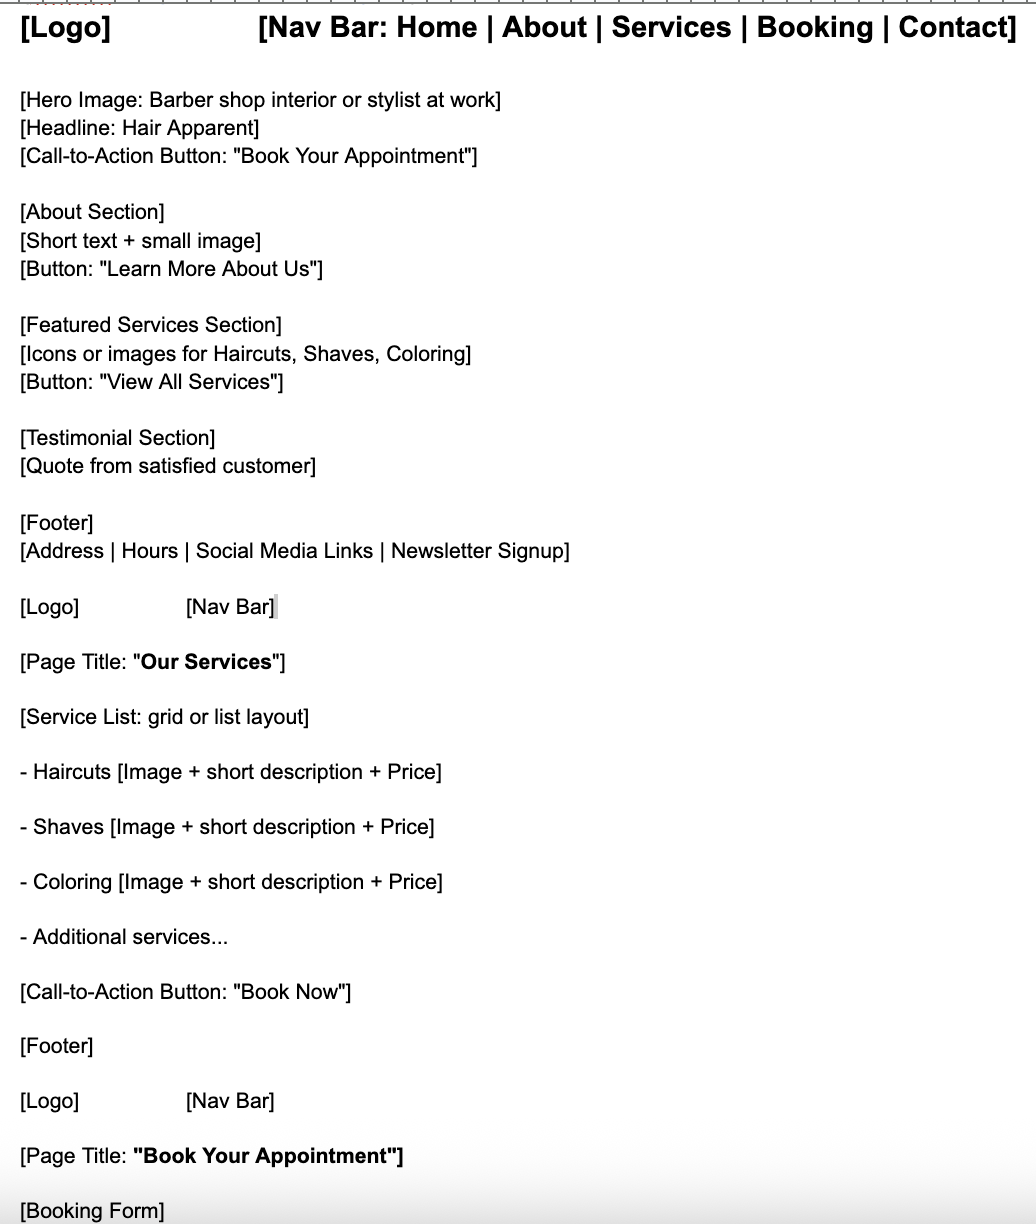 [Logo] [Nav Bar: Home | About | Services | Booking | Contact]
[Hero Image: Barber shop interior or stylist at work]
[Headline: Hair Apparent]
[Call-to-Action Button: "Book Your Appointment"]
[About Section]
[Short text + small image]
[Button: "Learn More About Us"]
[Featured Services Section]
[Icons or images for Haircuts, Shaves, Coloring]
[Button: "View All Services"]
[Testimonial Section]
[Quote from satisfied customer]
[Footer]
[Address | Hours | Social Media Links | Newsletter Signup]
[Logo] [Nav Bar]
[Page Title: "Our Services"]
[Service List: grid or list layout]
- Haircuts [Image + short description + Price]
- Shaves [Image + short description + Price]
- Coloring [Image + short description + Price]
- Additional services...
[Call-to-Action Button: "Book Now"]
[Footer]
[Logo] [Nav Bar]
[Page Title: "Book Your Appointment"]
[Booking Form]